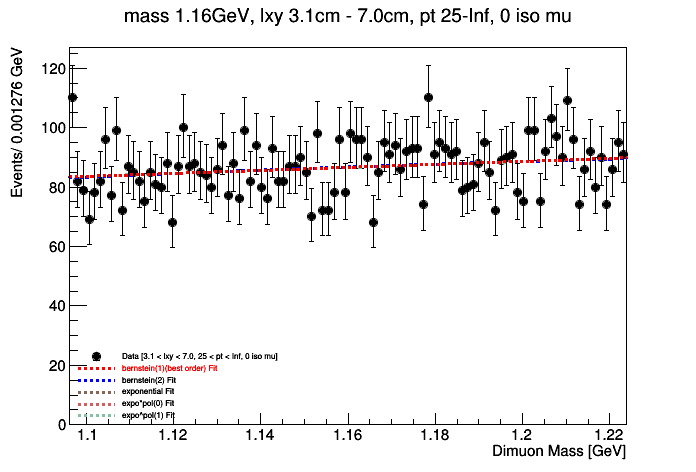 mass 1.16GeV, lxy 3.1cm - 7.0cm, pt 25-Inf, 0 iso mu
Events/ 0.001276 GeV
120
100
80
60
40
20
0
Data [3.1 < lxy < 7.0, 25 < pt < Inf, 0 iso mu]
bernstein(1)(best order) Fit
bernstein(2) Fit
exponential Fit
expo*pol(0) Fit
expo^pol(1) Fit
1.1 1.12 1.14 1.16 1.18 1.2 1.22
Dimuon Mass [GeV]